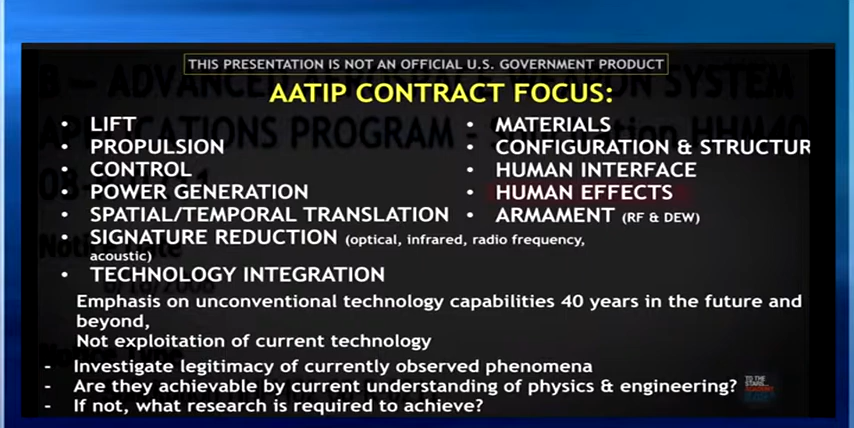 THIS PRESENTATION IS NOT AN OFFICIAL U.S. GOVERNMENT PRODUCT
AATIP CONTRACT FOCUS:
• LIFT
• PROPULSION
• CONTROL
• POWER GENERATION
• SPATIAL/TEMPORAL TRANSLATION
• SIGNATURE REDUCTION (optical, infrared, radio frequency,
acoustic)
• TECHNOLOGY INTEGRATION
• MATERIALS
• CONFIGURATION & STRUCTUR
• HUMAN INTERFACE
• HUMAN EFFECTS
• ARMAMENT (RF & DEW)
Emphasis on unconventional technology capabilities 40 years in the future and
beyond,
Not exploitation of current technology
- Investigate legitimacy of currently observed phenomena
- Are they achievable by current understanding of physics & engineering?
- If not, what research is required to achieve?
TO THE
STARS...
ACADEMY